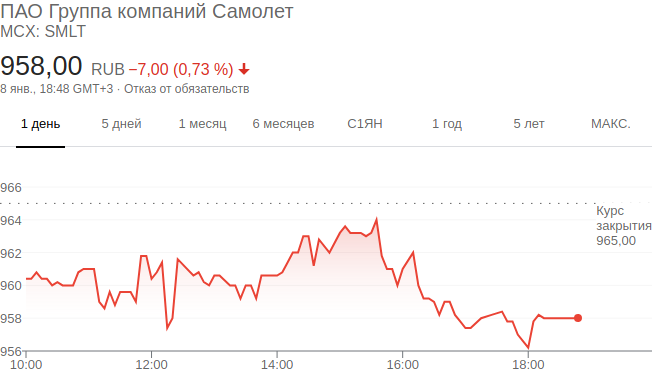 ПАО Группа компаний Самолет
MCX: SMLT
958,00 RUB −7,00 (0,73 %)
8 янв., 18:48 GMT+3 · Отказ от обязательств
1 день 5 дней 1 месяц 6 месяцев С1ЯН 1 год 5 лет МАКС.
966
964
962
960
958
956
Курс
закрытия
965,00
10:00 12:00 14:00 16:00 18:00